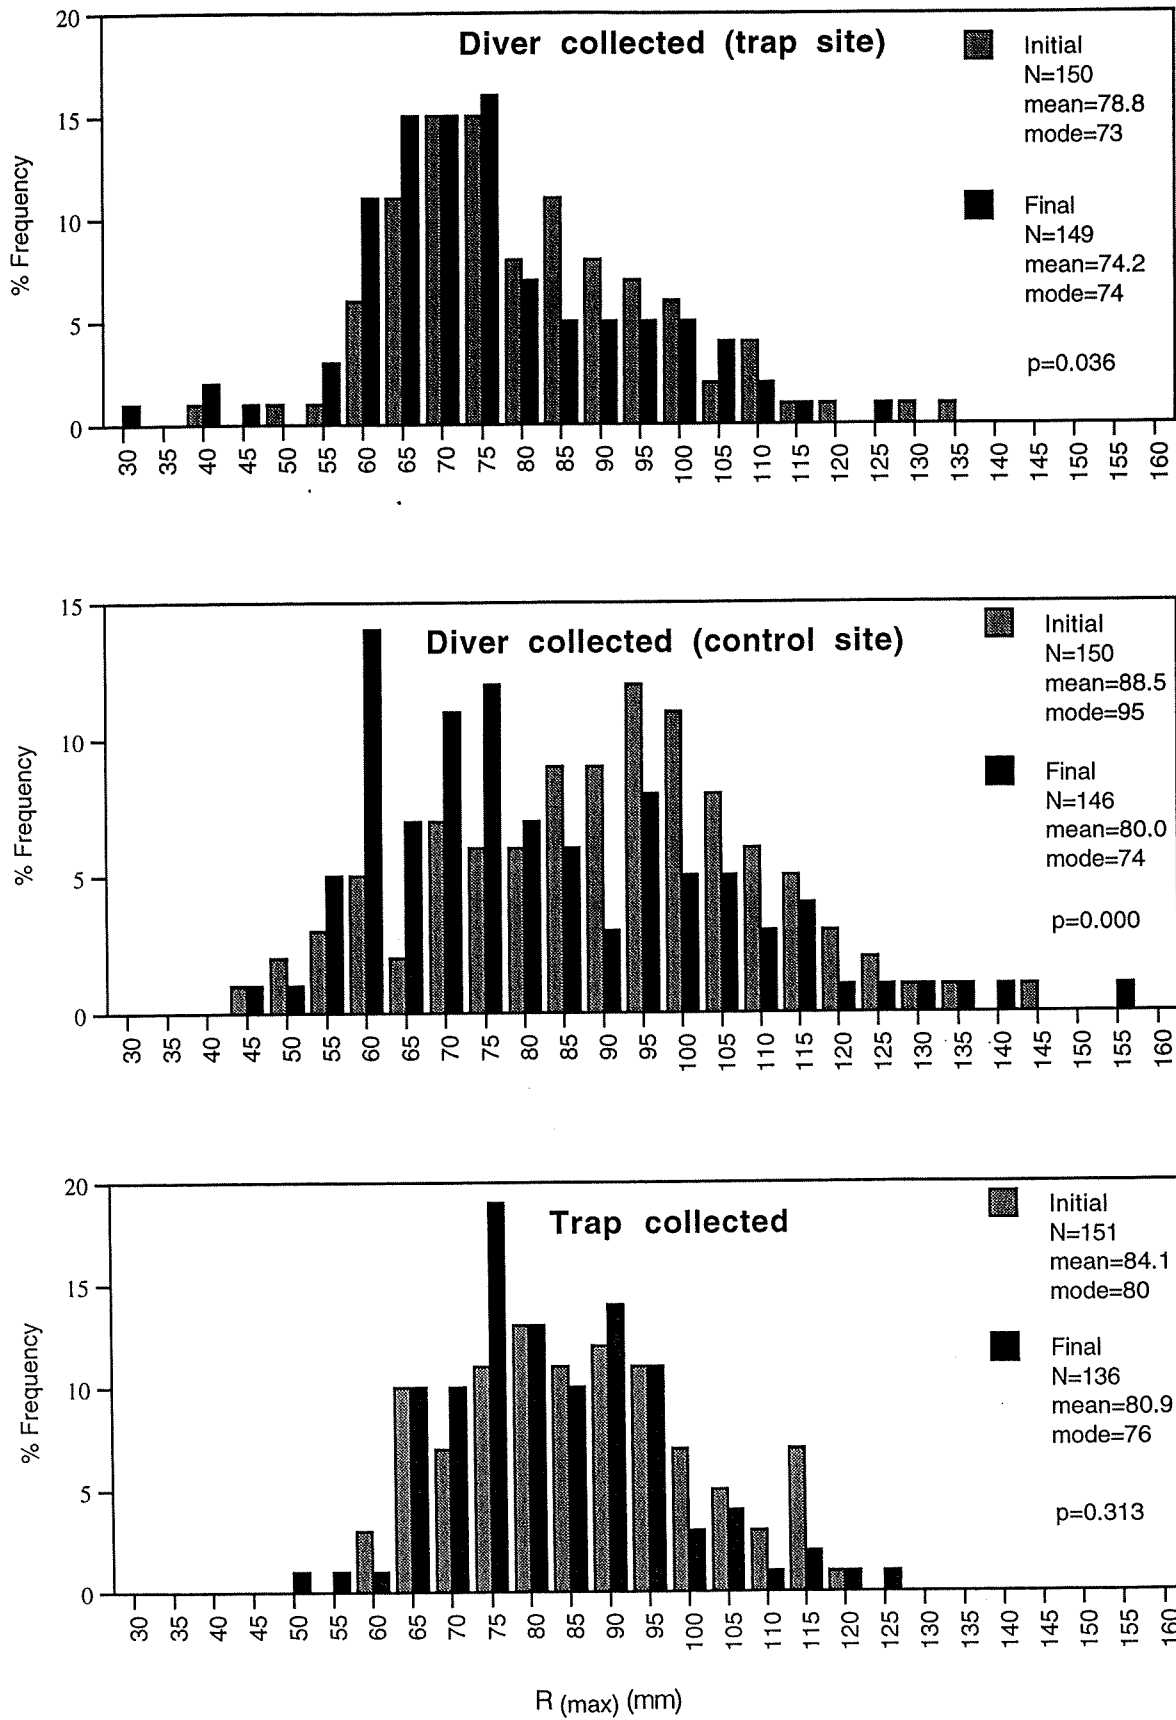 Diver collected (trap site)
% Frequency
20
15
10
5
0
30 35 40 45 50 55 60 65 70 75 80 85 90 95 100 105 110 115 120 125 130 135 140 145 150 155 160
Initial
N=150
mean=78.8
mode=73
Final
N=149
mean=74.2
mode=74
p=0.036
Diver collected (control site)
% Frequency
15
10
5
0
30 35 40 45 50 55 60 65 70 75 80 85 90 95 100 105 110 115 120 125 130 135 140 145 150 155 160
Initial
N=150
mean=88.5
mode=95
Final
N=146
mean=80.0
mode=74
p=0.000
Trap collected
% Frequency
20
15
10
5
0
30 35 40 45 50 55 60 65 70 75 80 85 90 95 100 105 110 115 120 125 130 135 140 145 150 155 160
Initial
N=151
mean=84.1
mode=80
Final
N=136
mean=80.9
mode=76
p=0.313
R (max) (mm)